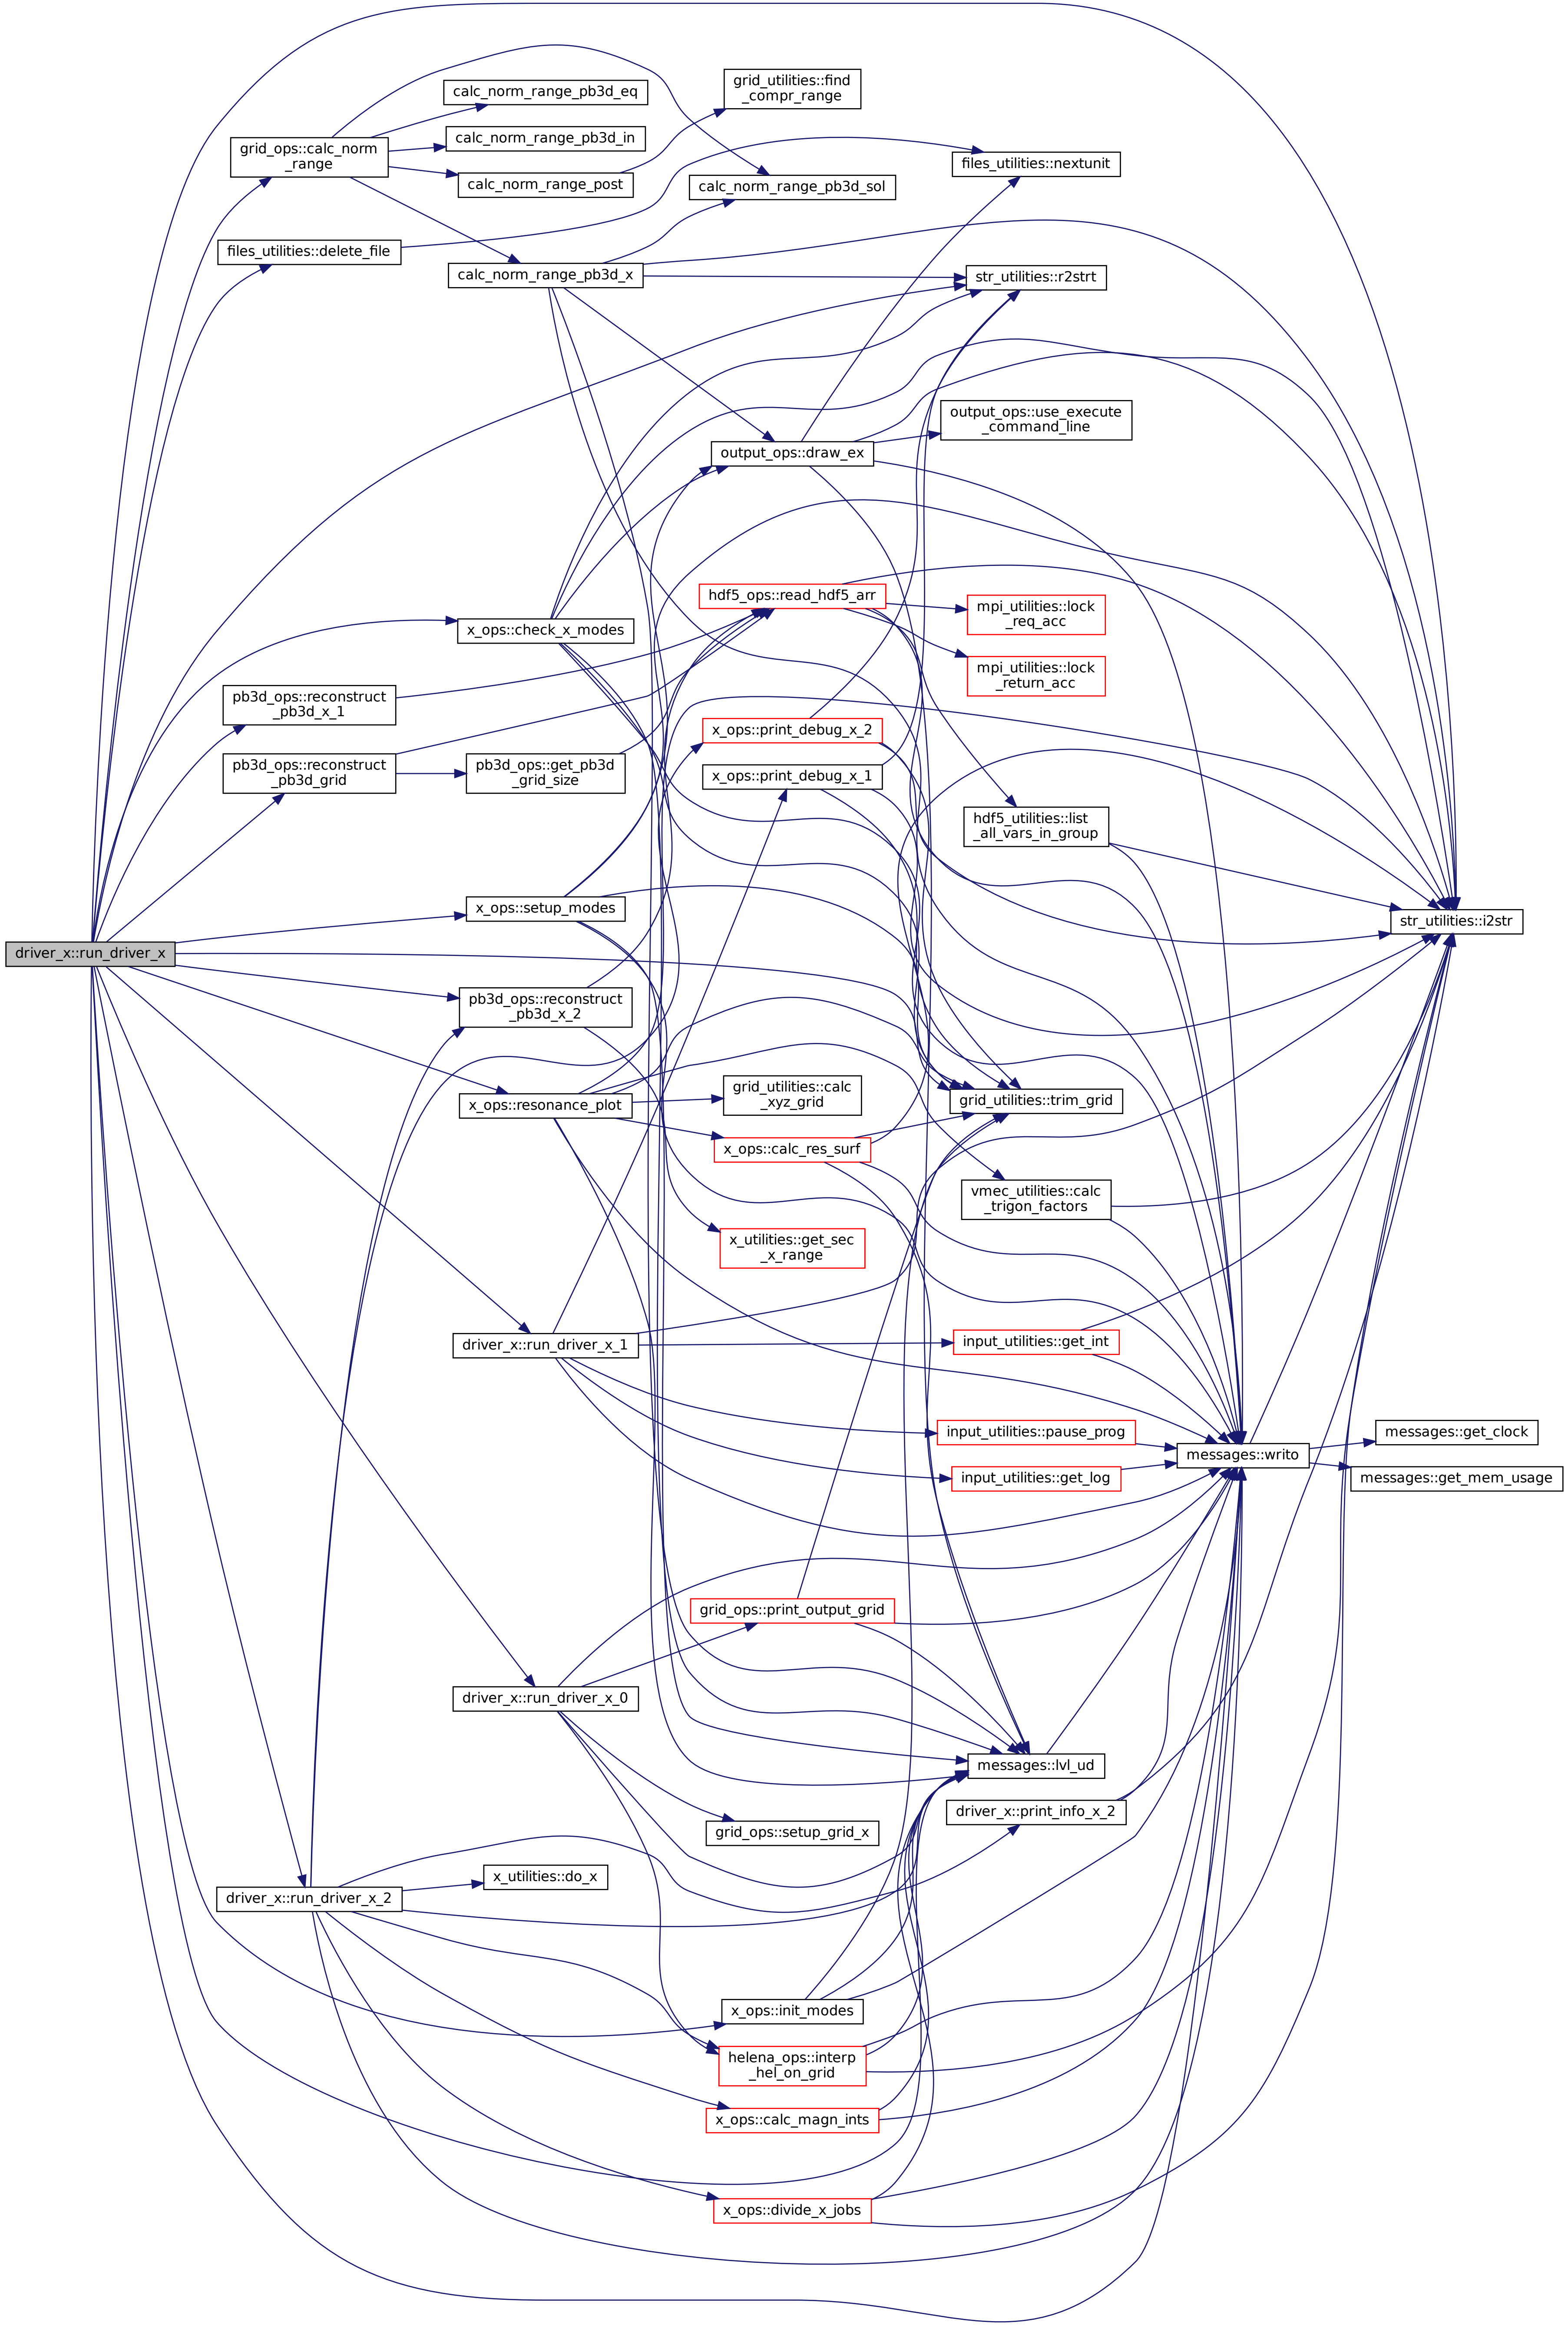 grid_utilities::find
_compr_range
calc_norm_range_pb3d_eq
calc_norm_range_pb3d_in
grid_ops::calc_norm
_range
files_utilities::nextunit
calc_norm_range_post
calc_norm_range_pb3d_sol
files_utilities::delete_file
calc_norm_range_pb3d_x
str_utilities::r2strt
output_ops::use_execute
_command_line
output_ops::draw_ex
hdf5_ops::read_hdf5_arr
mpi_utilities::lock
_req_acc
x_ops::check_x_modes
mpi_utilities::lock
_return_acc
pb3d_ops::reconstruct
_pb3d_x_1
x_ops::print_debug_x_2
pb3d_ops::reconstruct
_pb3d_grid
pb3d_ops::get_pb3d
_grid_size
x_ops::print_debug_x_1
hdf5_utilities::list
_all_vars_in_group
x_ops::setup_modes
str_utilities::i2str
driver_x::run_driver_x
pb3d_ops::reconstruct
_pb3d_x_2
grid_utilities::calc
_xyz_grid
x_ops::resonance_plot
grid_utilities::trim_grid
x_ops::calc_res_surf
vmec_utilities::calc
_trigon_factors
x_utilities::get_sec
_x_range
driver_x::run_driver_x_1
input_utilities::get_int
input_utilities::pause_prog
messages::get_clock
messages::writo
input_utilities::get_log
messages::get_mem_usage
grid_ops::print_output_grid
driver_x::run_driver_x_0
messages::lvl_ud
driver_x::print_info_x_2
grid_ops::setup_grid_x
x_utilities::do_x
driver_x::run_driver_x_2
x_ops::init_modes
helena_ops::interp
_hel_on_grid
x_ops::calc_magn_ints
x_ops::divide_x_jobs